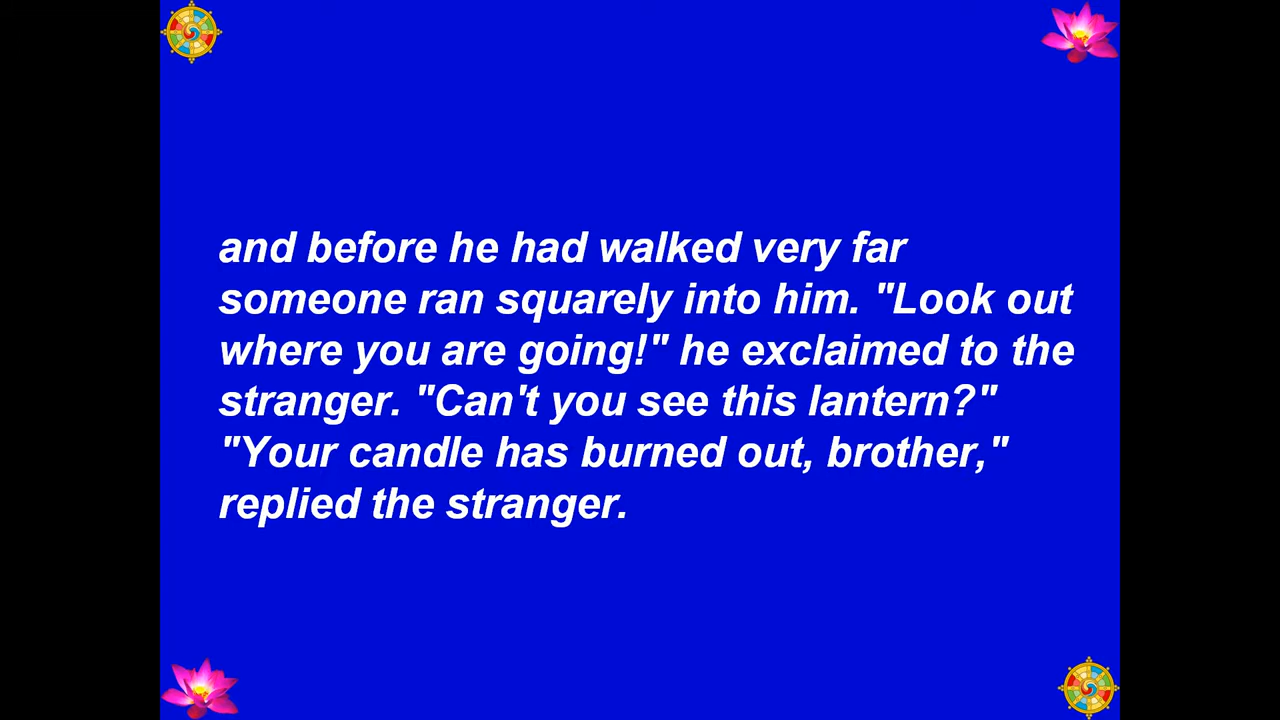 and before he had walked very far
someone ran squarely into him. "Look out
where you are going!" he exclaimed to the
stranger. "Can't you see this lantern?"
"Your candle has burned out, brother,"
replied the stranger.